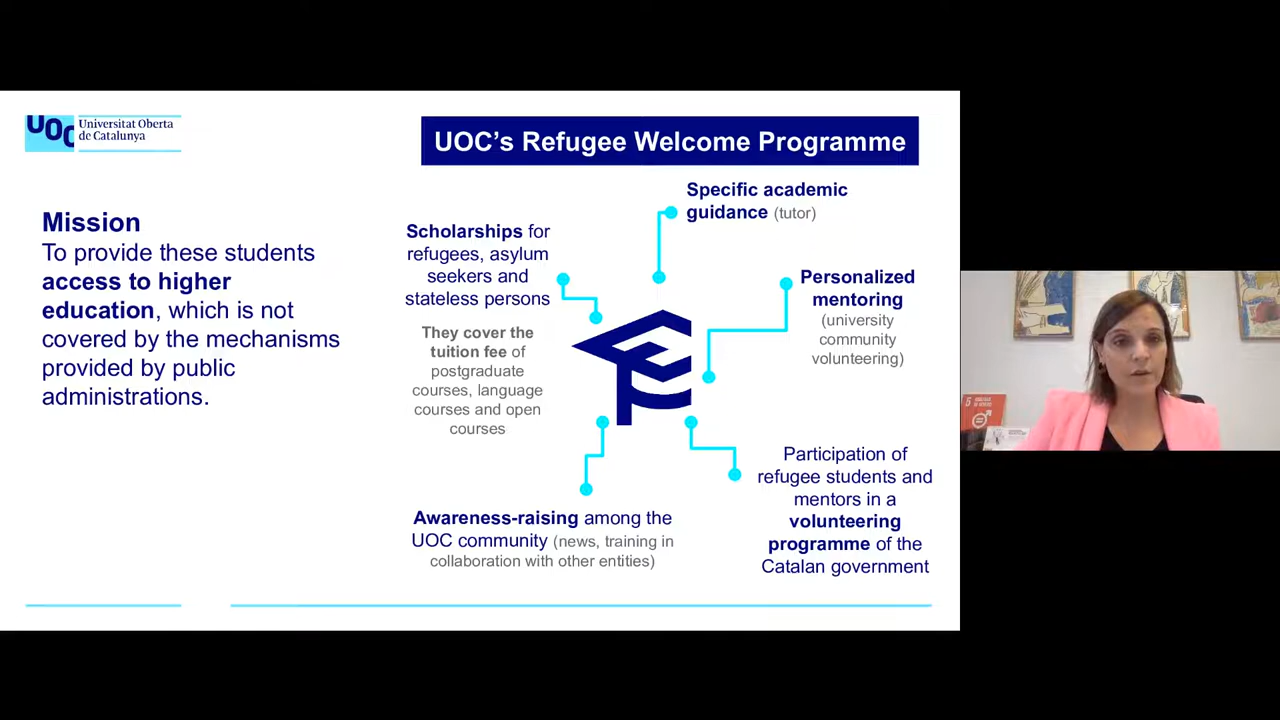 UOC
Universitat Oberta
de Catalunya
UOC's Refugee Welcome Programme
Mission
To provide these students
access to higher
education, which is not
covered by the mechanisms
provided by public
administrations.
Scholarships for
refugees, asylum
seekers and
stateless persons
They cover the
tuition fee of
postgraduate
courses, language
courses and open
courses
Specific academic
guidance (tutor)
Personalized
mentoring
(university
community
volunteering)
Awareness-raising among the
UOC community (news, training in
collaboration with other entities)
Participation of
refugee students and
mentors in a
volunteering
programme of the
Catalan government
5